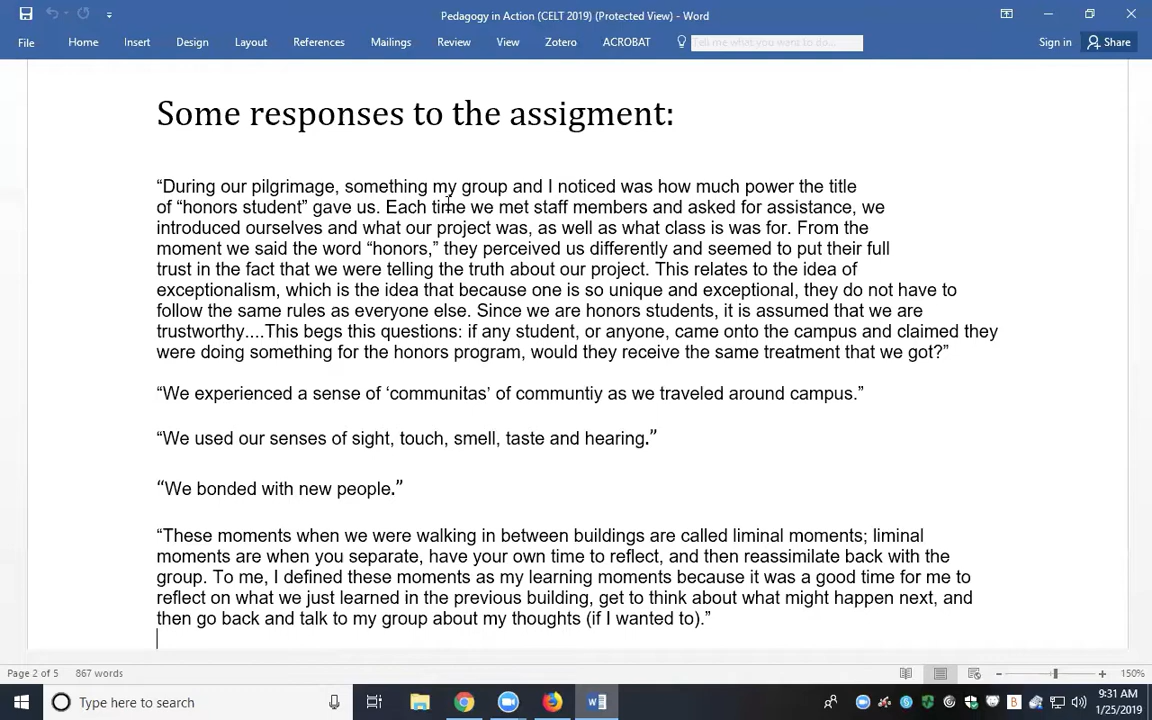 Pedagogy in Action (CELT 2019) (Protected View) - Word
File Home Insert Design Layout References Mailings Review View Zotero ACROBAT Tell me what you want to do... Sign in Share
Some responses to the assigment:
“During our pilgrimage, something my group and I noticed was how much power the title
of “honors student” gave us. Each time we met staff members and asked for assistance, we
introduced ourselves and what our project was, as well as what class is was for. From the
moment we said the word “honors,” they perceived us differently and seemed to put their full
trust in the fact that we were telling the truth about our project. This relates to the idea of
exceptionalism, which is the idea that because one is so unique and exceptional, they do not have to
follow the same rules as everyone else. Since we are honors students, it is assumed that we are
trustworthy....This begs this questions: if any student, or anyone, came onto the campus and claimed they
were doing something for the honors program, would they receive the same treatment that we got?”
“We experienced a sense of ‘communitas’ of communtiy as we traveled around campus.”
“We used our senses of sight, touch, smell, taste and hearing.”
“We bonded with new people.”
“These moments when we were walking in between buildings are called liminal moments; liminal
moments are when you separate, have your own time to reflect, and then reassimilate back with the
group. To me, I defined these moments as my learning moments because it was a good time for me to
reflect on what we just learned in the previous building, get to think about what might happen next, and
then go back and talk to my group about my thoughts (if I wanted to).”
Page 2 of 5 867 words 150%
Type here to search
9:31 AM
1/25/2019